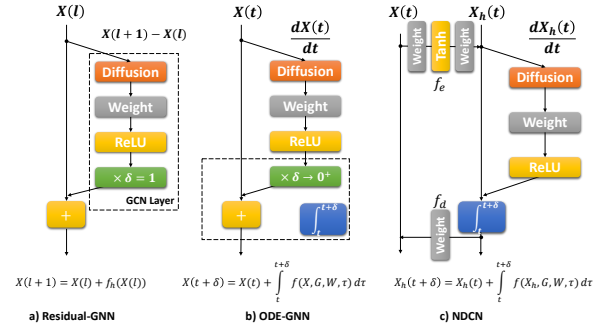 X(l)
X(l + 1) − X(l)
Diffusion
Weight
ReLU
× δ = 1
GCN Layer
+
X(l + 1) = X(l) + f_h(X(l))
a) Residual-GNN
X(t)
dX(t)
dt
Diffusion
Weight
ReLU
× δ → 0⁺
+
∫_t^{t+δ}
X(t + δ) = X(t) + ∫_t^{t+δ} f(X, G, W, τ) dτ
b) ODE-GNN
X(t)
X_h(t)
dX_h(t)
dt
Weight
Tanh
Weight
f_e
Diffusion
Weight
ReLU
f_d
Weight
∫_t^{t+δ}
X_h(t + δ) = X_h(t) + ∫_t^{t+δ} f(X_h, G, W, τ) dτ
c) NDCN